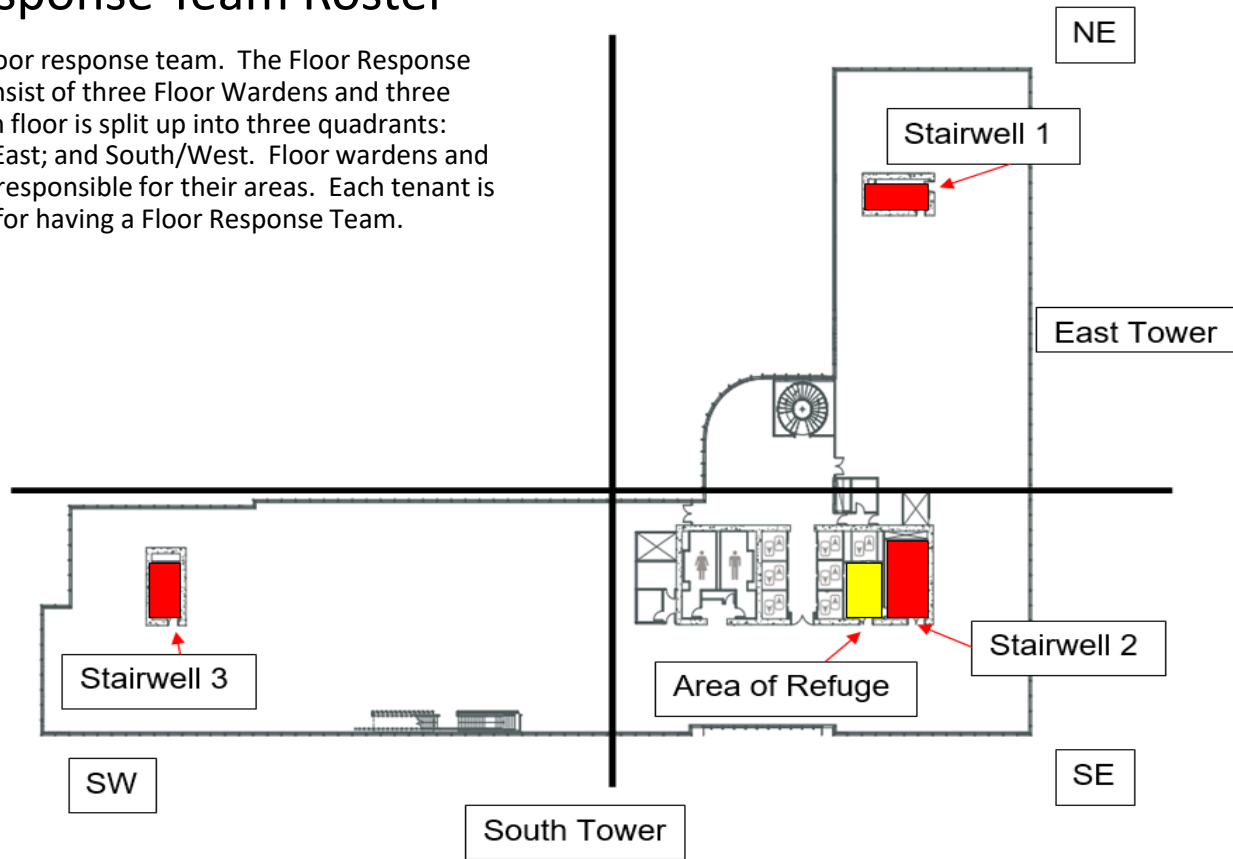 sponse Team Roster
oor response team. The Floor Response
nsist of three Floor Wardens and three
floor is split up into three quadrants:
East; and South/West. Floor wardens and
responsible for their areas. Each tenant is
for having a Floor Response Team.
NE
Stairwell 1
East Tower
Stairwell 3
Area of Refuge
Stairwell 2
SW
SE
South Tower